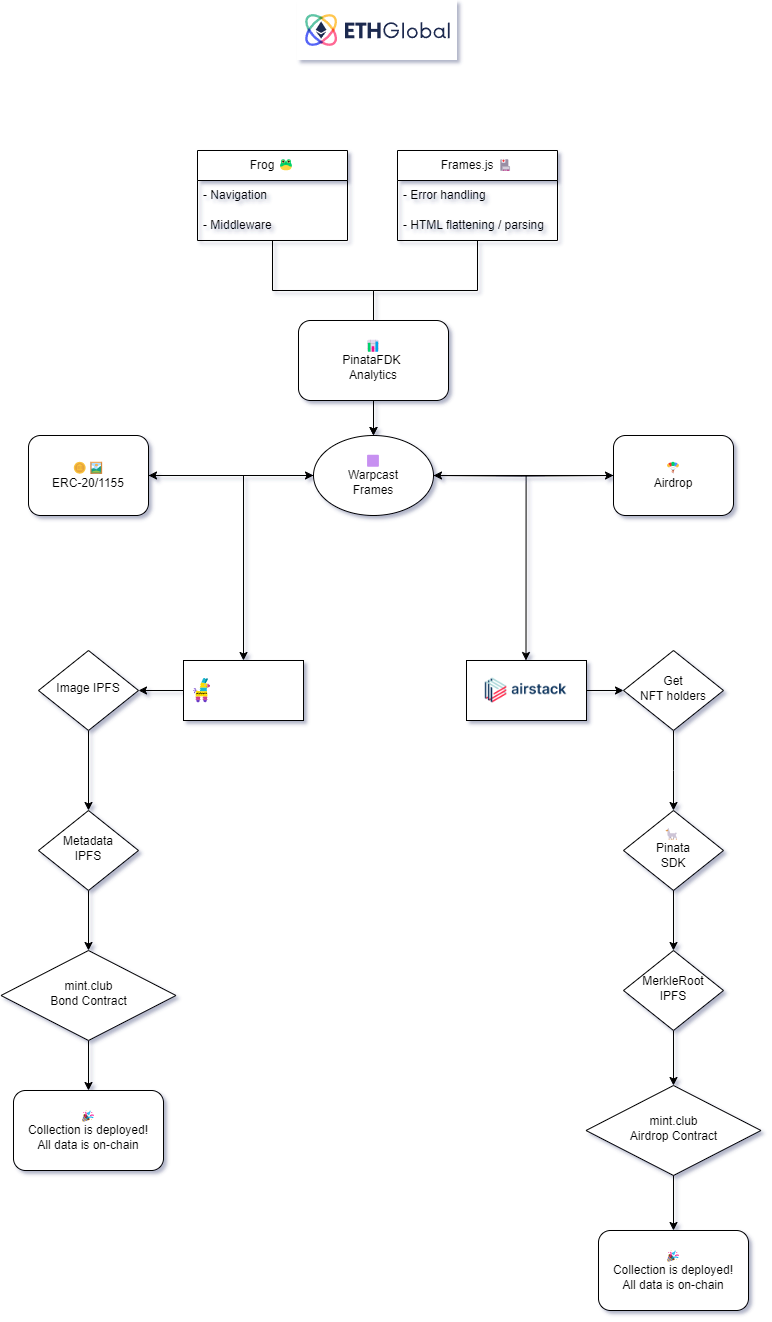 ETHGlobal
Frog 🐸
- Navigation
- Middleware
Frames.js
- Error handling
- HTML flattening / parsing
PinataFDK
Analytics
ERC-20/1155
Warpcast
Frames
Airdrop
Image IPFS
airstack
Get
NFT holders
Metadata
IPFS
Pinata
SDK
mint.club
Bond Contract
MerkleRoot
IPFS
Collection is deployed!
All data is on-chain
mint.club
Airdrop Contract
Collection is deployed!
All data is on-chain